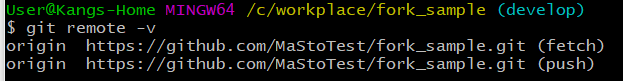 User@Kangs-Home MINGW64 /c/workplace/fork_sample (develop)
$ git remote -v
origin  https://github.com/MaStoTest/fork_sample.git (fetch)
origin  https://github.com/MaStoTest/fork_sample.git (push)